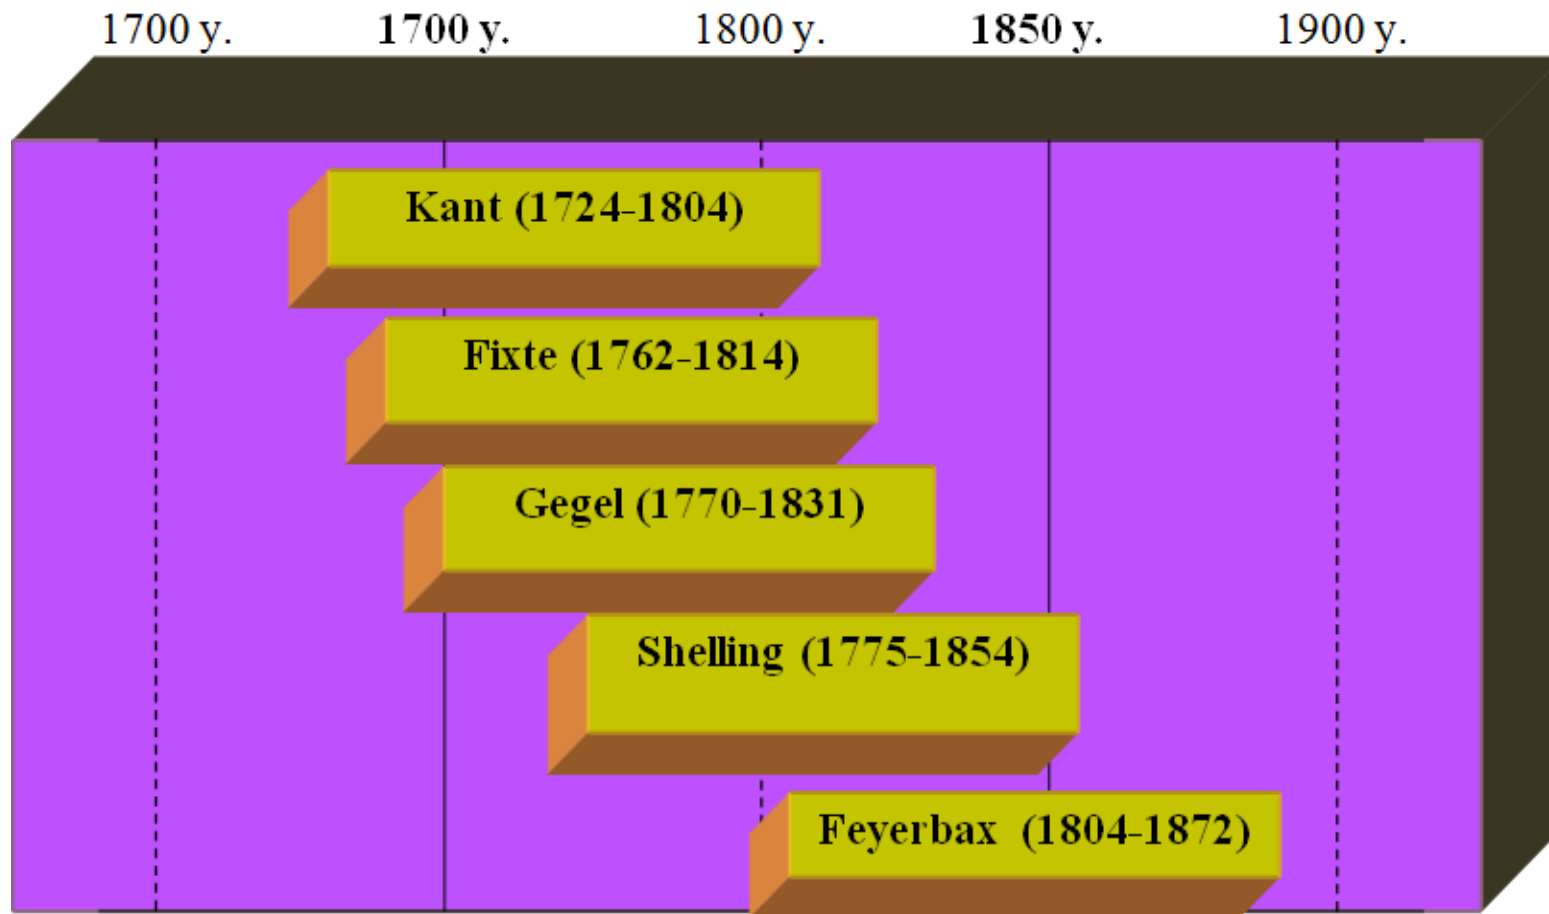 1700 y. 1700 y. 1800 y. 1850 y. 1900 y.
Kant (1724-1804)
Fixte (1762-1814)
Gegel (1770-1831)
Shelling (1775-1854)
Feyerbax (1804-1872)